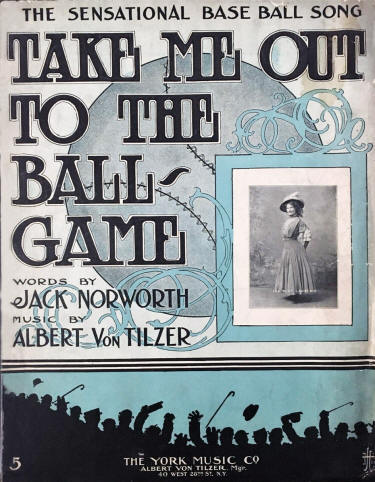 THE SENSATIONAL BASE BALL SONG
TAKE ME OUT
TO THE
BALL-
GAME
WORDS BY
JACK NORWORTH
MUSIC BY
ALBERT VON TILZER
5
THE YORK MUSIC CO
ALBERT VON TILZER, Mgr.
40 WEST 28TH ST. N.Y.